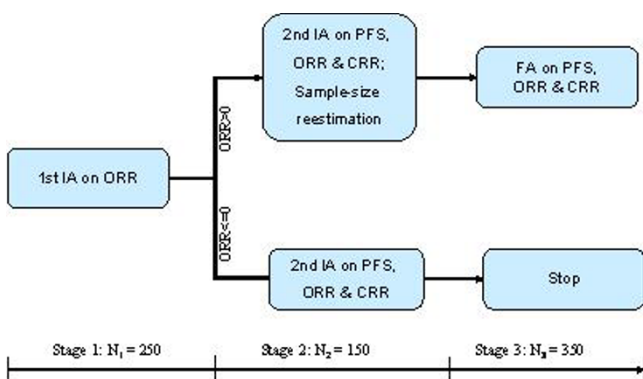 2nd IA on PFS,
ORR & CRR;
Sample-size
reestimation
FA on PFS,
ORR & CRR
ORR>0
1st IA on ORR
ORR<=0
2nd IA on PFS,
ORR & CRR
Stop
Stage 1: N₁ = 250
Stage 2: N₂ = 150
Stage 3: N₃ = 350